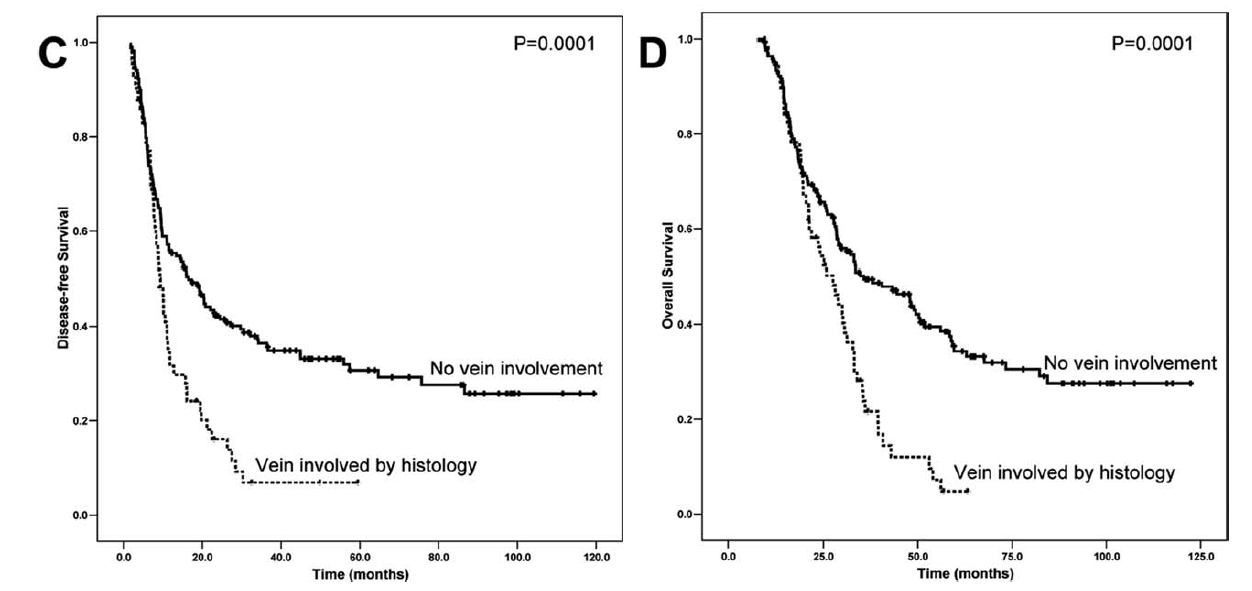 C
P=0.0001
Disease-free Survival
1.0
0.8
0.6
0.4
0.2
0.0
No vein involvement
Vein involved by histology
0.0 20.0 40.0 60.0 80.0 100.0 120.0
Time (months)
D
P=0.0001
Overall Survival
1.0
0.8
0.6
0.4
0.2
0.0
No vein involvement
Vein involved by histology
0.0 25.0 50.0 75.0 100.0 125.0
Time (months)